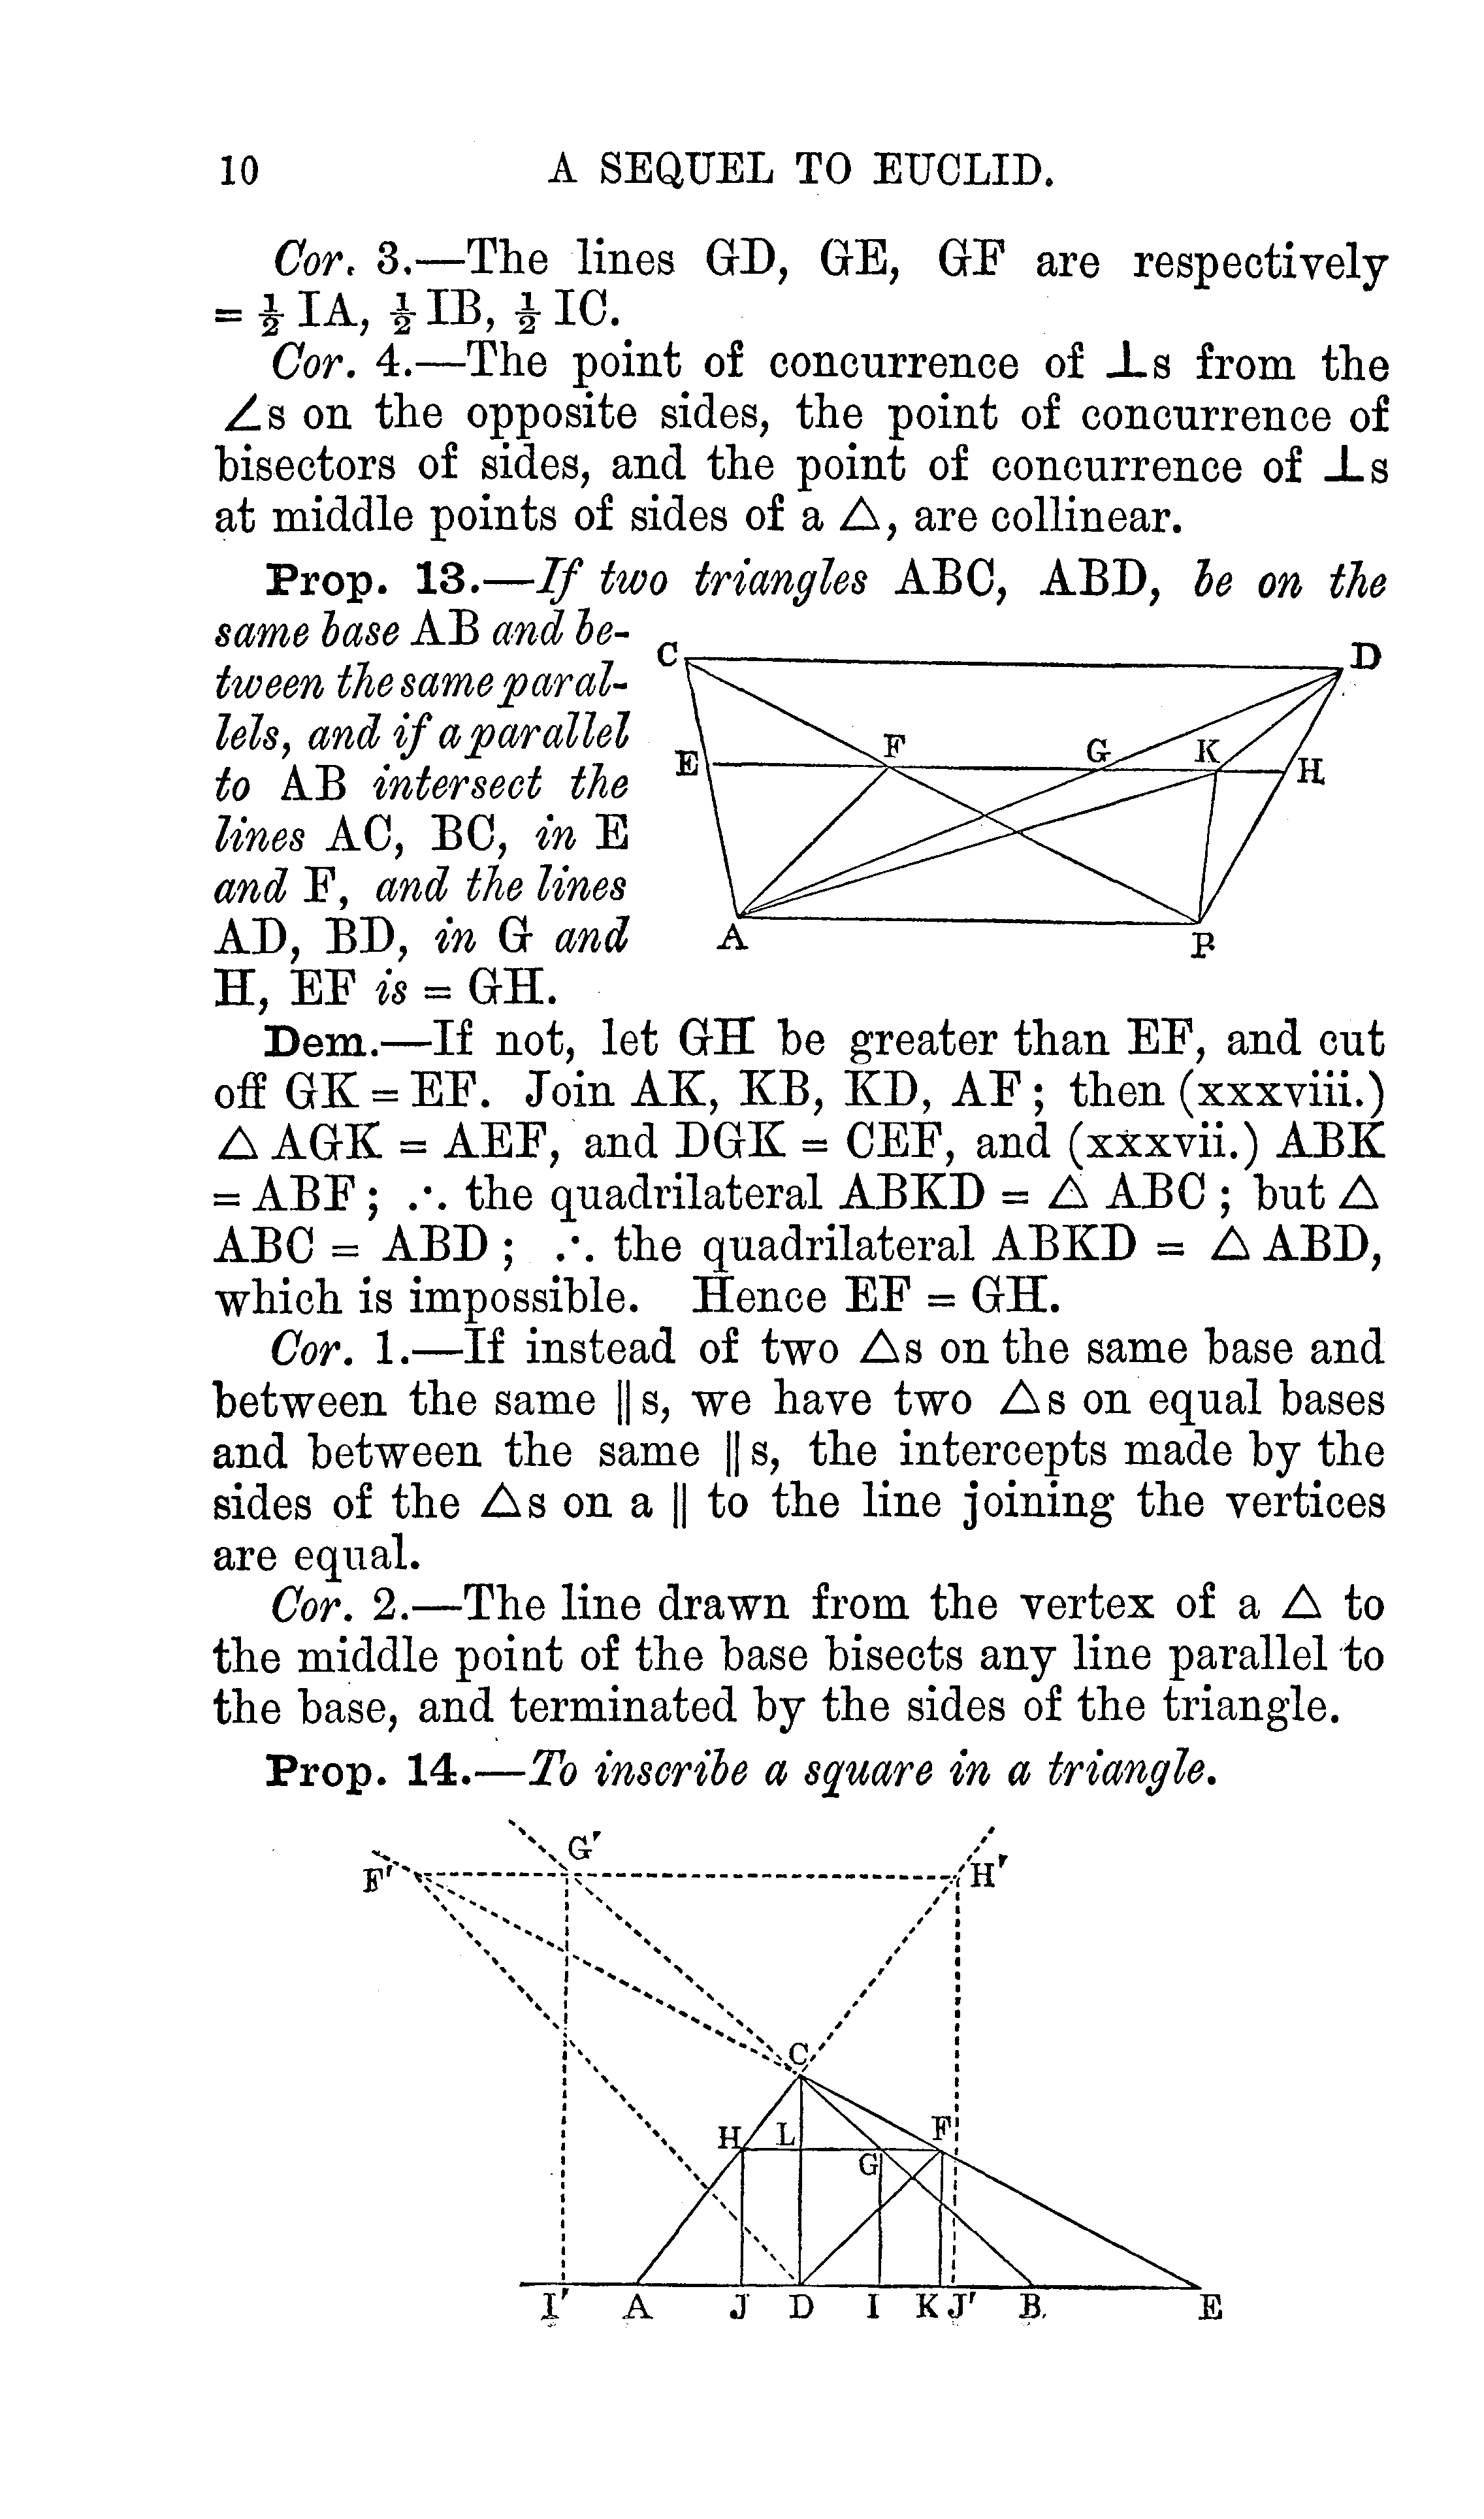 10 A SEQUEL TO EUCLID.
Cor. 3.—The lines GD, GE, GF are respectively
= ½ IA, ½ IB, ½ IC.
Cor. 4.—The point of concurrence of ⊥s from the
∠s on the opposite sides, the point of concurrence of
bisectors of sides, and the point of concurrence of ⊥s
at middle points of sides of a △, are collinear.
Prop. 13.—If two triangles ABC, ABD, be on the
same base AB and be-
tween the same paral-
lels, and if a parallel
to AB intersect the
lines AC, BC, in E
and F, and the lines
AD, BD, in G and
H, EF is = GH.
C D
E F G K H
A B
Dem.—If not, let GH be greater than EF, and cut
off GK = EF. Join AK, KB, KD, AF; then (xxxviii.)
△ AGK = AEF, and DGK = CEF, and (xxxvii.) ABK
= ABF; ∴ the quadrilateral ABKD = △ ABC; but △
ABC = ABD; ∴ the quadrilateral ABKD = △ ABD,
which is impossible. Hence EF = GH.
Cor. 1.—If instead of two △s on the same base and
between the same ∥s, we have two △s on equal bases
and between the same ∥s, the intercepts made by the
sides of the △s on a ∥ to the line joining the vertices
are equal.
Cor. 2.—The line drawn from the vertex of a △ to
the middle point of the base bisects any line parallel to
the base, and terminated by the sides of the triangle.
Prop. 14.—To inscribe a square in a triangle.
F′ G′ H′
C
H L G F
I′ A J D I K J′ B E